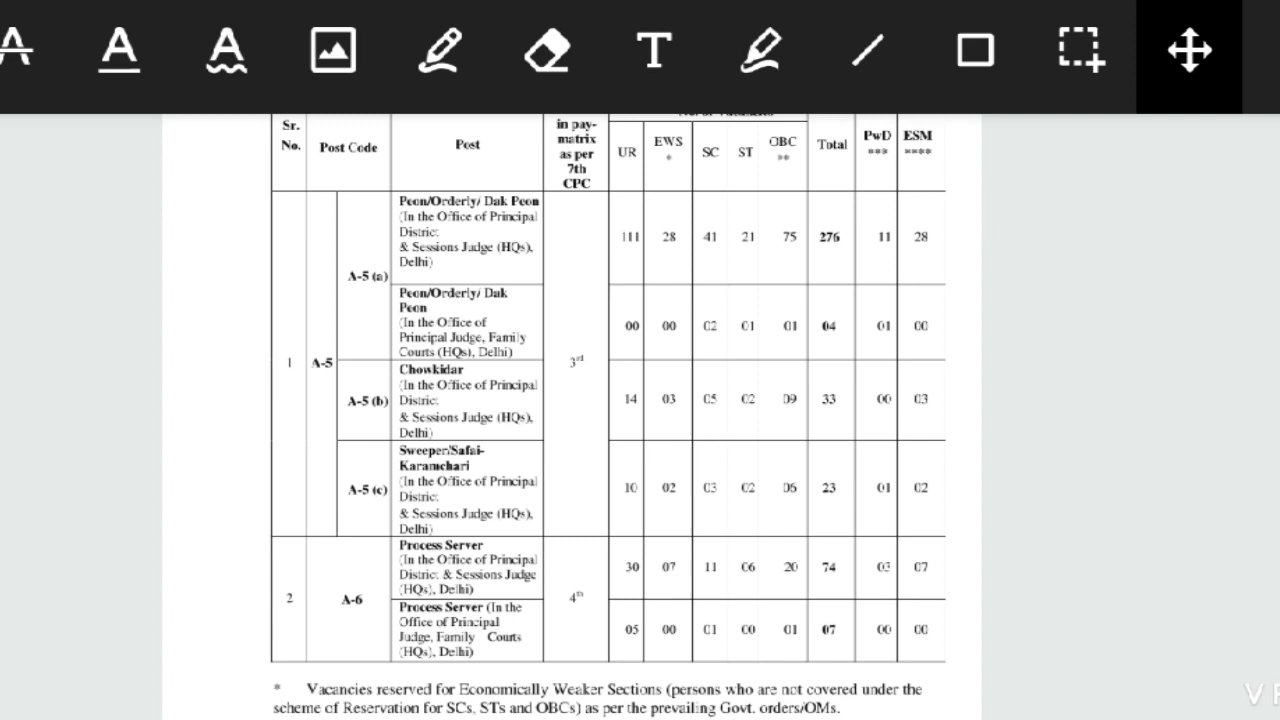 A A A T
Sr.
No.
Post Code
Post
in pay-
matrix
as per
7th
CPC
UR
EWS
*
SC
ST
OBC
**
Total
PwD
***
ESM
****
1
A-5
A-5 (a)
Peon/Orderly/ Dak Peon
(In the Office of Principal
District
& Sessions Judge (HQs),
Delhi)
3rd
111 28 41 21 75 276 11 28
Peon/Orderly/ Dak
Peon
(In the Office of
Principal Judge, Family
Courts (HQs), Delhi)
00 00 02 01 01 04 01 00
A-5 (b)
Chowkidar
(In the Office of Principal
District
& Sessions Judge (HQs),
Delhi)
14 03 05 02 09 33 00 03
A-5 (c)
Sweeper/Safai-
Karamchari
(In the Office of Principal
District
& Sessions Judge (HQs),
Delhi)
10 02 03 02 06 23 01 02
2
A-6
Process Server
(In the Office of Principal
District & Sessions Judge
(HQs), Delhi)
4th
30 07 11 06 20 74 03 07
Process Server (In the
Office of Principal
Judge, Family Courts
(HQs), Delhi)
05 00 01 00 01 07 00 00
* Vacancies reserved for Economically Weaker Sections (persons who are not covered under the
scheme of Reservation for SCs, STs and OBCs) as per the prevailing Govt. orders/OMs.